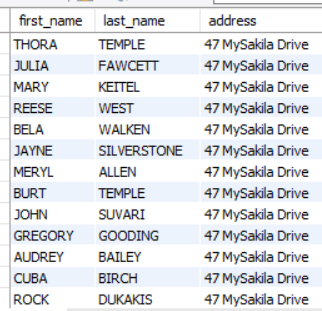 first_name last_name address
THORA TEMPLE 47 MySakila Drive
JULIA FAWCETT 47 MySakila Drive
MARY KEITEL 47 MySakila Drive
REESE WEST 47 MySakila Drive
BELA WALKEN 47 MySakila Drive
JAYNE SILVERSTONE 47 MySakila Drive
MERYL ALLEN 47 MySakila Drive
BURT TEMPLE 47 MySakila Drive
JOHN SUVARI 47 MySakila Drive
GREGORY GOODING 47 MySakila Drive
AUDREY BAILEY 47 MySakila Drive
CUBA BIRCH 47 MySakila Drive
ROCK DUKAKIS 47 MySakila Drive